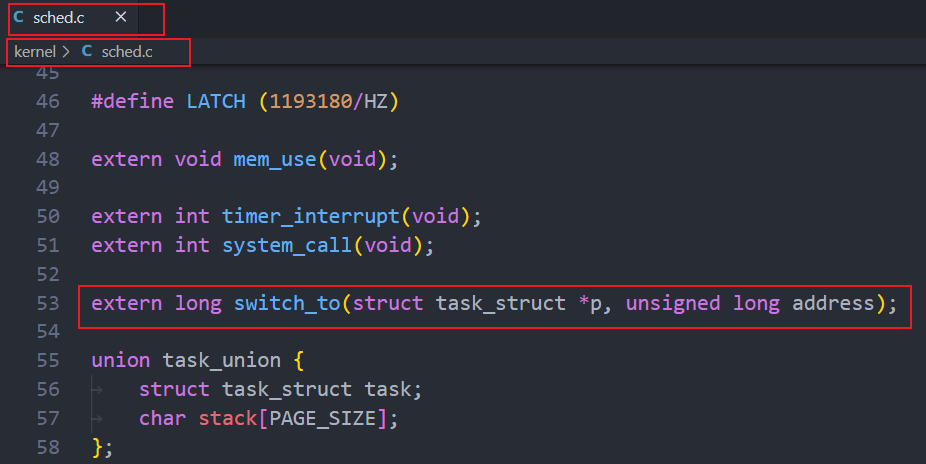 C sched.c ×
kernel > C sched.c
45
46 #define LATCH (1193180/HZ)
47
48 extern void mem_use(void);
49
50 extern int timer_interrupt(void);
51 extern int system_call(void);
52
53 extern long switch_to(struct task_struct *p, unsigned long address);
54
55 union task_union {
56 → struct task_struct task;
57 → char stack[PAGE_SIZE];
58 };